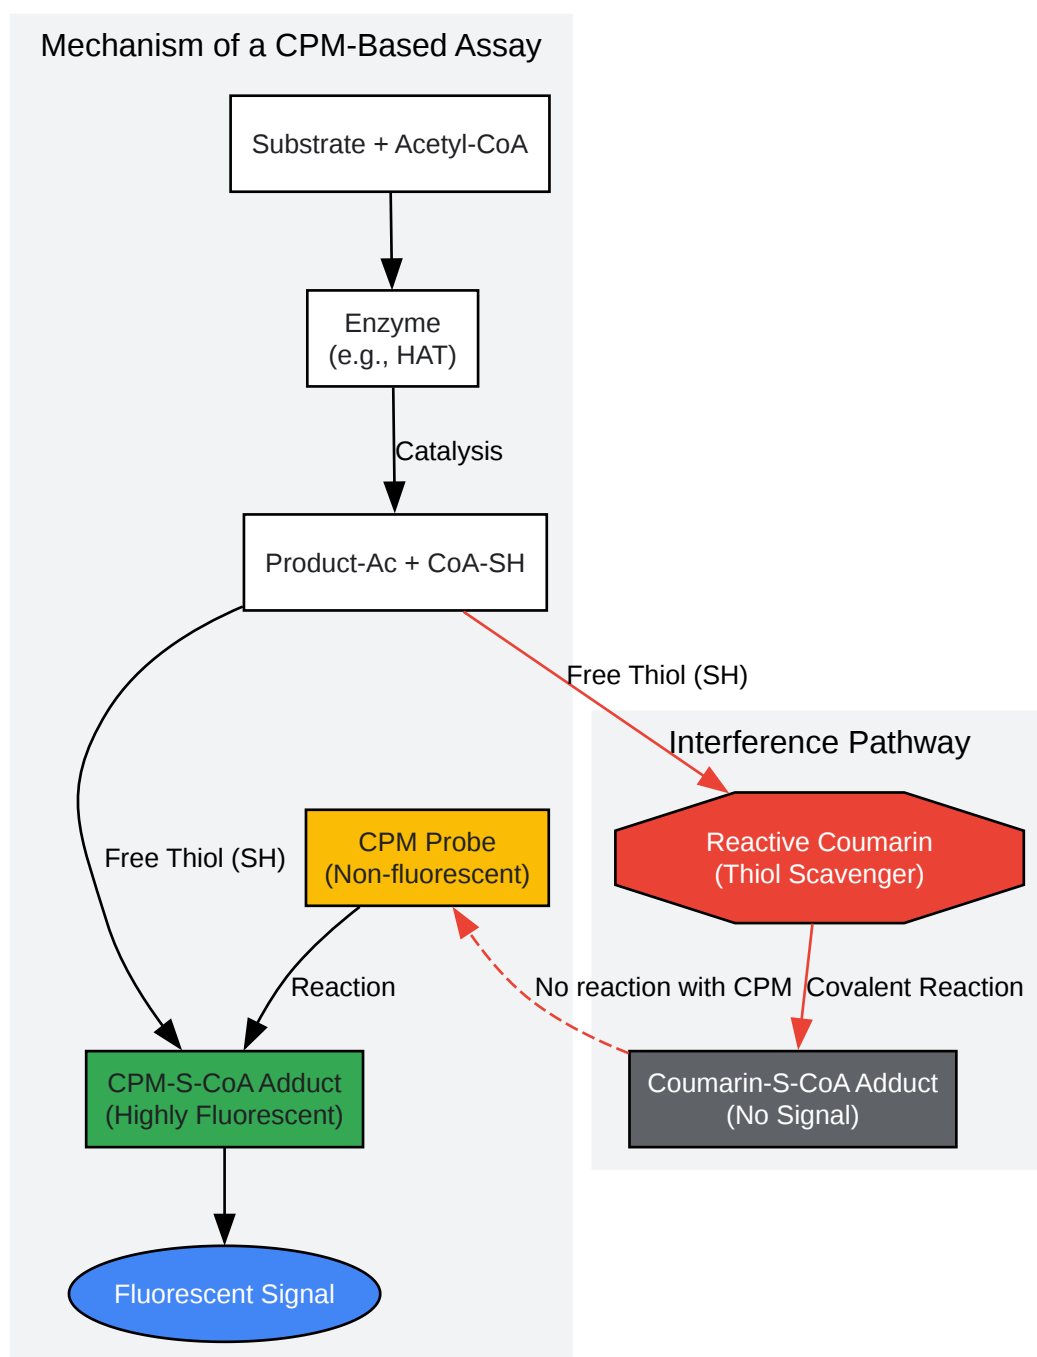 Mechanism of a CPM-Based Assay
Substrate + Acetyl-CoA
Enzyme
(e.g., HAT)
Catalysis
Product-Ac + CoA-SH
Free Thiol (SH)
Interference Pathway
CPM Probe
(Non-fluorescent)
Free Thiol (SH)
Reactive Coumarin
(Thiol Scavenger)
Reaction
No reaction with CPM
Covalent Reaction
CPM-S-CoA Adduct
(Highly Fluorescent)
Coumarin-S-CoA Adduct
(No Signal)
Fluorescent Signal